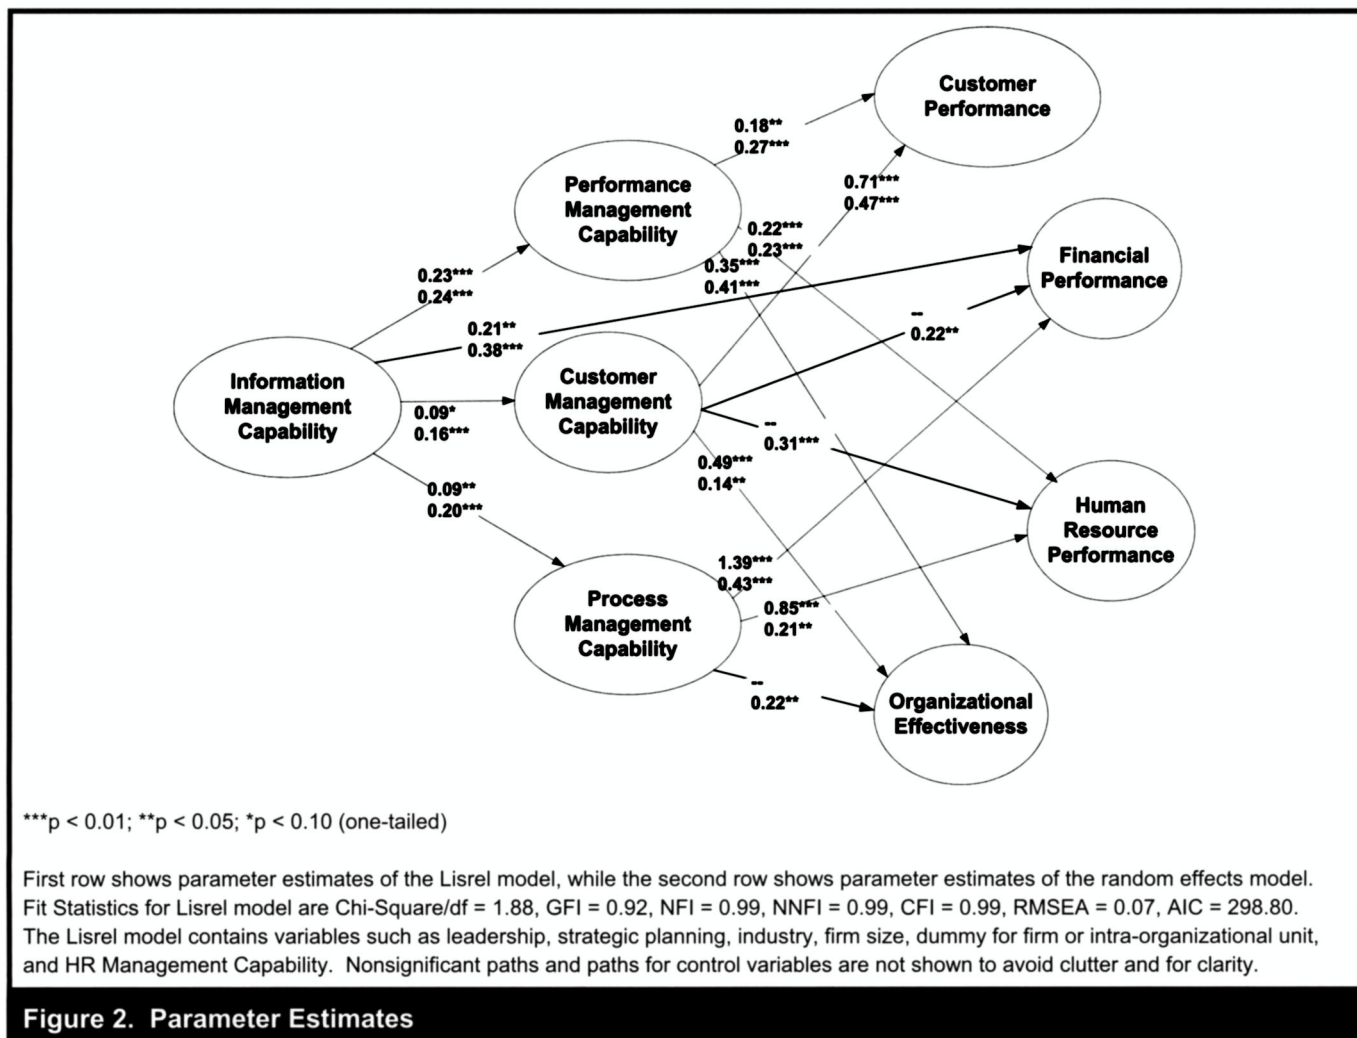 Customer
Performance
0.18**
0.27***
Performance
Management
Capability
0.71***
0.47***
0.22***
0.23***
0.35***
0.41***
Financial
Performance
0.23***
0.24***
0.21**
0.38***
--
0.22**
Information
Management
Capability
Customer
Management
Capability
0.09*
0.16***
--
0.31***
0.49***
0.14**
0.09**
0.20***
Human
Resource
Performance
1.39***
0.43***
Process
Management
Capability
0.85***
0.21**
--
0.22**
Organizational
Effectiveness
***p < 0.01; **p < 0.05; *p < 0.10 (one-tailed)
First row shows parameter estimates of the Lisrel model, while the second row shows parameter estimates of the random effects model.
Fit Statistics for Lisrel model are Chi-Square/df = 1.88, GFI = 0.92, NFI = 0.99, NNFI = 0.99, CFI = 0.99, RMSEA = 0.07, AIC = 298.80.
The Lisrel model contains variables such as leadership, strategic planning, industry, firm size, dummy for firm or intra-organizational unit,
and HR Management Capability.  Nonsignificant paths and paths for control variables are not shown to avoid clutter and for clarity.
Figure 2.  Parameter Estimates